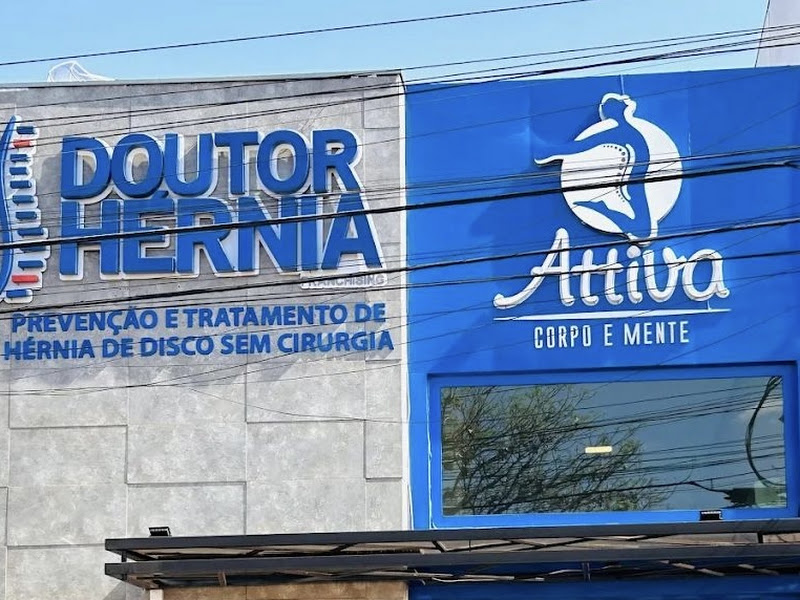 DOUTOR
HÉRNIA
FRANCHISING
PREVENÇÃO E TRATAMENTO DE
HÉRNIA DE DISCO SEM CIRURGIA
Attiva
CORPO E MENTE